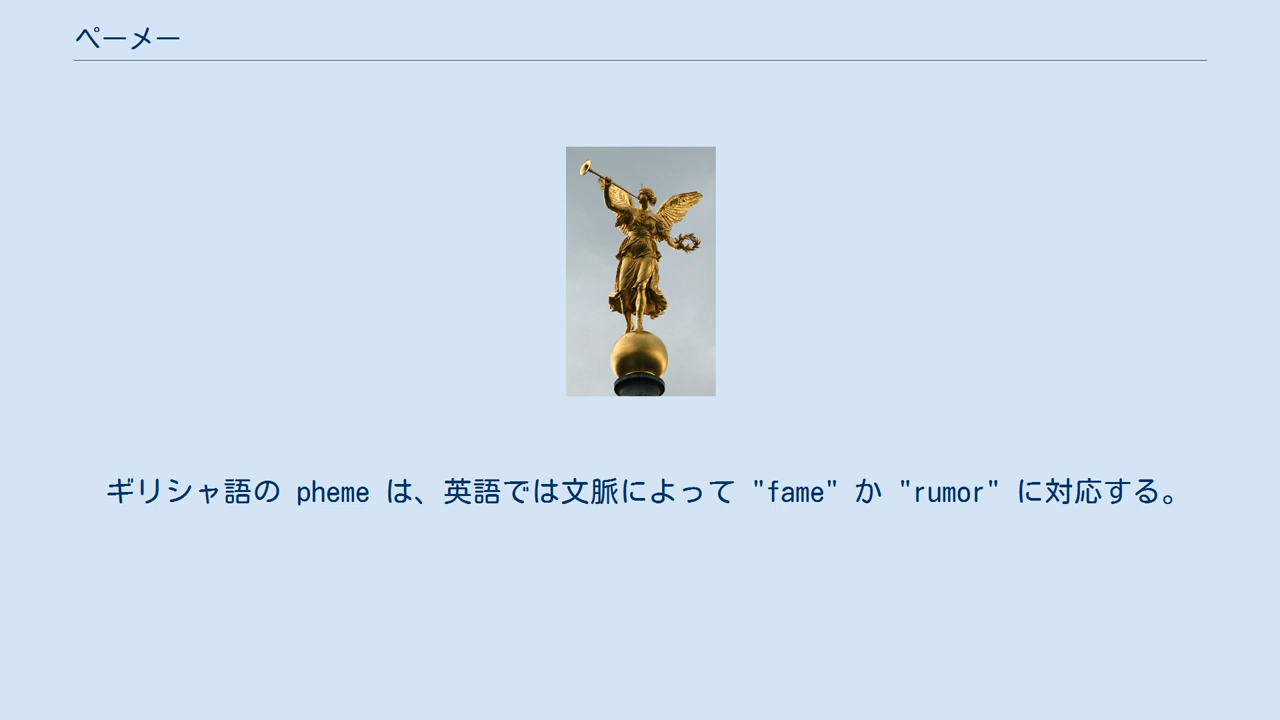 ペーメー
ギリシャ語の pheme は、英語では文脈によって "fame" か "rumor" に対応する。